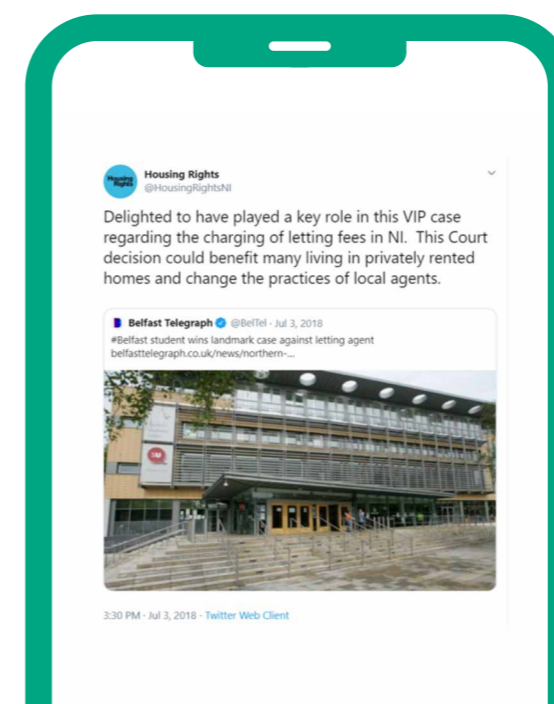 Housing
Rights
Housing Rights
@HousingRightsNI
Delighted to have played a key role in this VIP case
regarding the charging of letting fees in NI.  This Court
decision could benefit many living in privately rented
homes and change the practices of local agents.
Belfast Telegraph @BelTel · Jul 3, 2018
#Belfast student wins landmark case against letting agent
belfasttelegraph.co.uk/news/northern-...
SU
3:30 PM · Jul 3, 2018 · Twitter Web Client